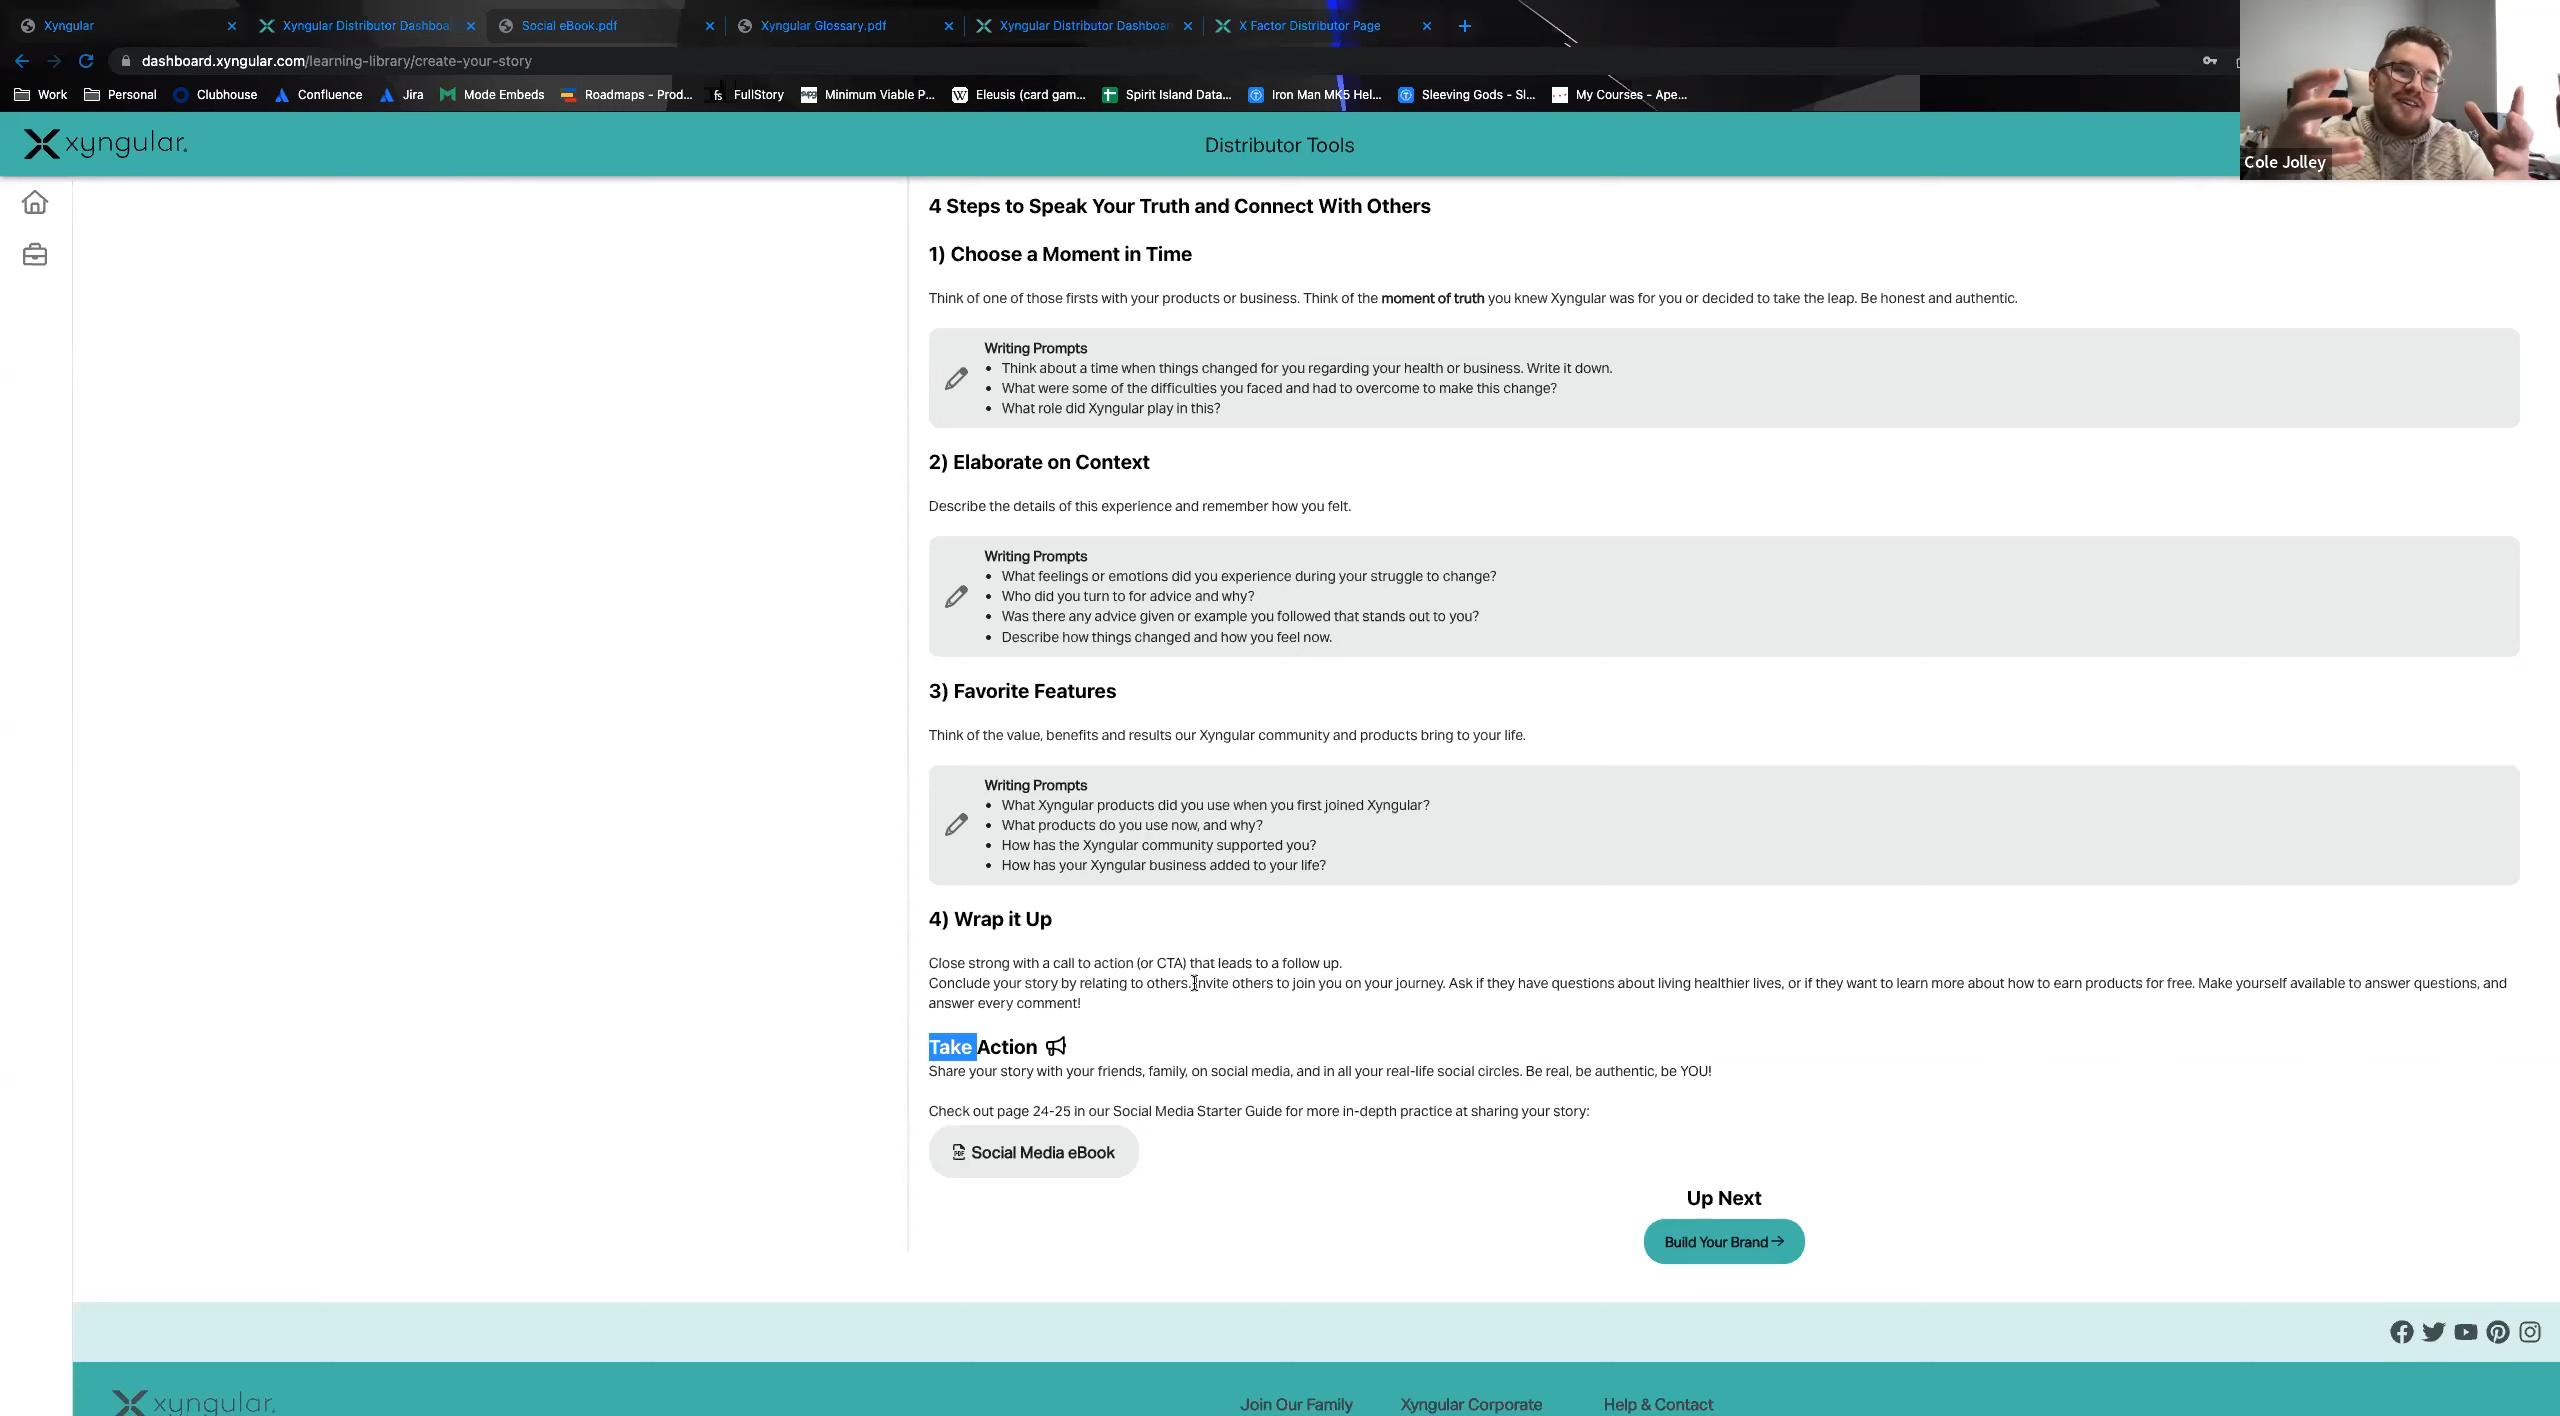 Xyngular
Xyngular Distributor Dashboa
Social eBook.pdf
Xyngular Glossary.pdf
Xyngular Distributor Dashboar
X Factor Distributor Page
dashboard.xyngular.com/learning-library/create-your-story
Work
Personal
Clubhouse
Confluence
Jira
Mode Embeds
Roadmaps - Prod...
FullStory
Minimum Viable P...
Eleusis (card gam...
Spirit Island Data...
Iron Man MK5 Hel...
Sleeving Gods - Sl...
My Courses - Ape...
Cole Jolley
xyngular.
Distributor Tools
4 Steps to Speak Your Truth and Connect With Others
1) Choose a Moment in Time
Think of one of those firsts with your products or business. Think of the moment of truth you knew Xyngular was for you or decided to take the leap. Be honest and authentic.
Writing Prompts
• Think about a time when things changed for you regarding your health or business. Write it down.
• What were some of the difficulties you faced and had to overcome to make this change?
• What role did Xyngular play in this?
2) Elaborate on Context
Describe the details of this experience and remember how you felt.
Writing Prompts
• What feelings or emotions did you experience during your struggle to change?
• Who did you turn to for advice and why?
• Was there any advice given or example you followed that stands out to you?
• Describe how things changed and how you feel now.
3) Favorite Features
Think of the value, benefits and results our Xyngular community and products bring to your life.
Writing Prompts
• What Xyngular products did you use when you first joined Xyngular?
• What products do you use now, and why?
• How has the Xyngular community supported you?
• How has your Xyngular business added to your life?
4) Wrap it Up
Close strong with a call to action (or CTA) that leads to a follow up.
Conclude your story by relating to others. Invite others to join you on your journey. Ask if they have questions about living healthier lives, or if they want to learn more about how to earn products for free. Make yourself available to answer questions, and
answer every comment!
Take Action
Share your story with your friends, family, on social media, and in all your real-life social circles. Be real, be authentic, be YOU!
Check out page 24-25 in our Social Media Starter Guide for more in-depth practice at sharing your story:
PDF Social Media eBook
Up Next
Build Your Brand
xyngular.
Join Our Family
Xyngular Corporate
Help & Contact